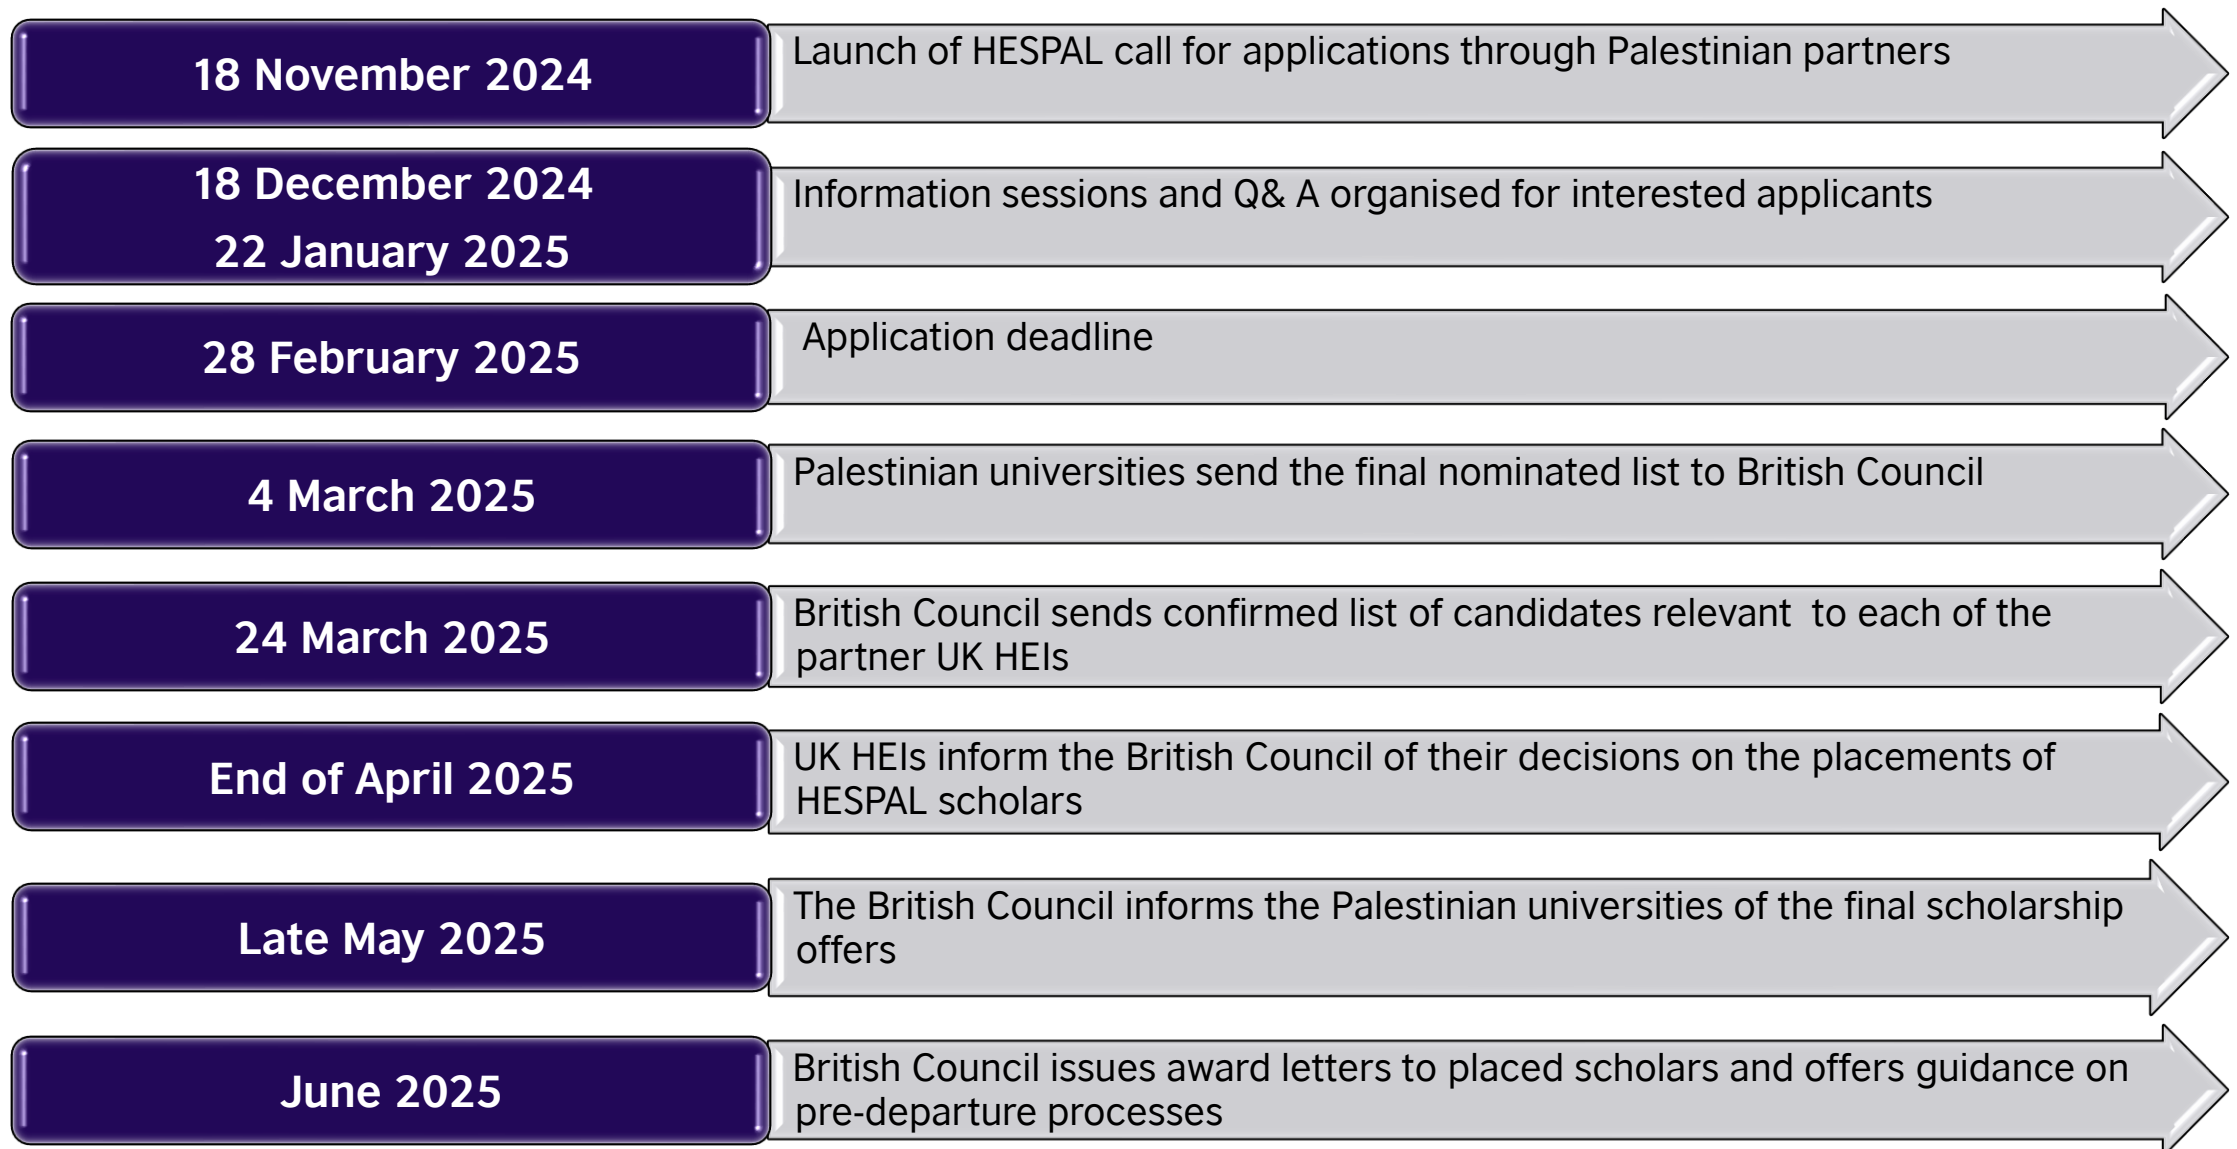 18 November 2024
Launch of HESPAL call for applications through Palestinian partners
18 December 2024
22 January 2025
Information sessions and Q& A organised for interested applicants
28 February 2025
Application deadline
4 March 2025
Palestinian universities send the final nominated list to British Council
24 March 2025
British Council sends confirmed list of candidates relevant  to each of the
partner UK HEIs
End of April 2025
UK HEIs inform the British Council of their decisions on the placements of
HESPAL scholars
Late May 2025
The British Council informs the Palestinian universities of the final scholarship
offers
June 2025
British Council issues award letters to placed scholars and offers guidance on
pre-departure processes